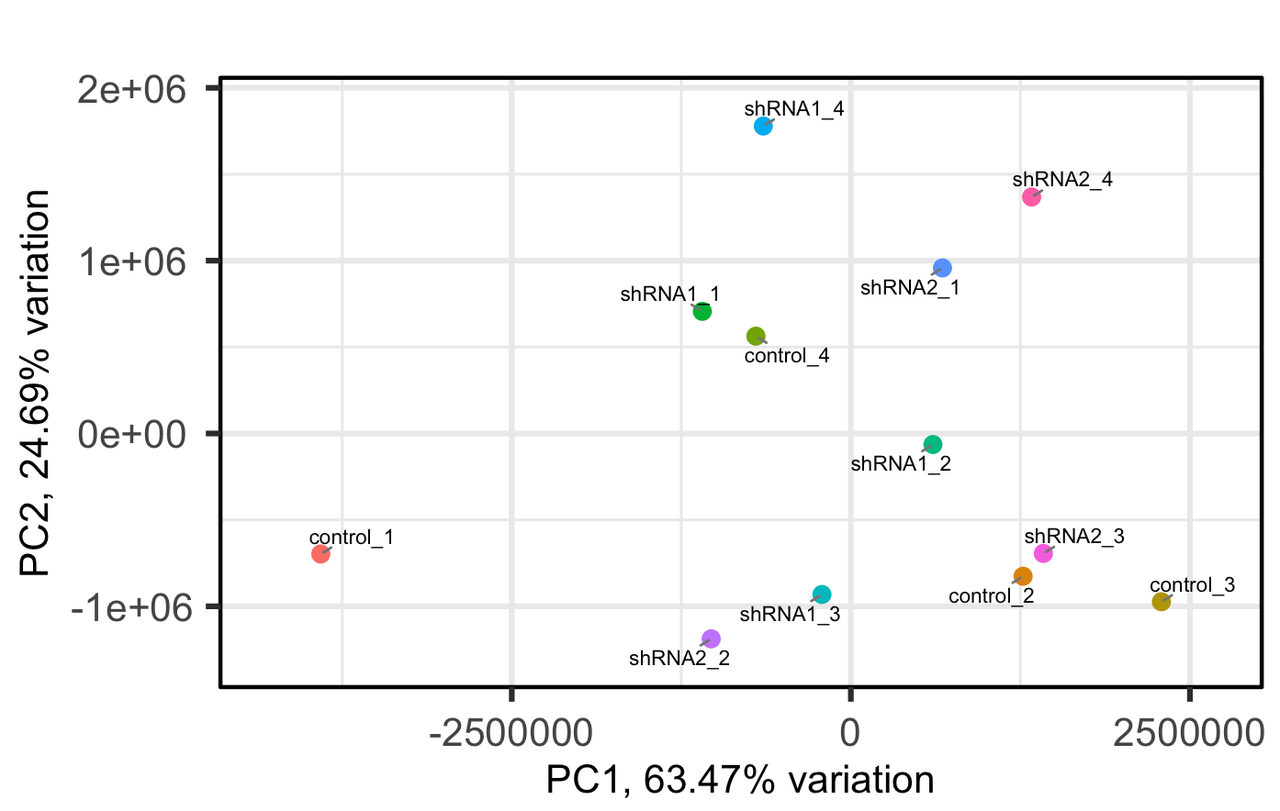 2e+06
1e+06
0e+00
-1e+06
PC2, 24.69% variation
shRNA1_4
shRNA2_4
shRNA2_1
shRNA1_1
control_4
shRNA1_2
control_1
shRNA2_3
control_3
control_2
shRNA1_3
shRNA2_2
-2500000
0
2500000
PC1, 63.47% variation